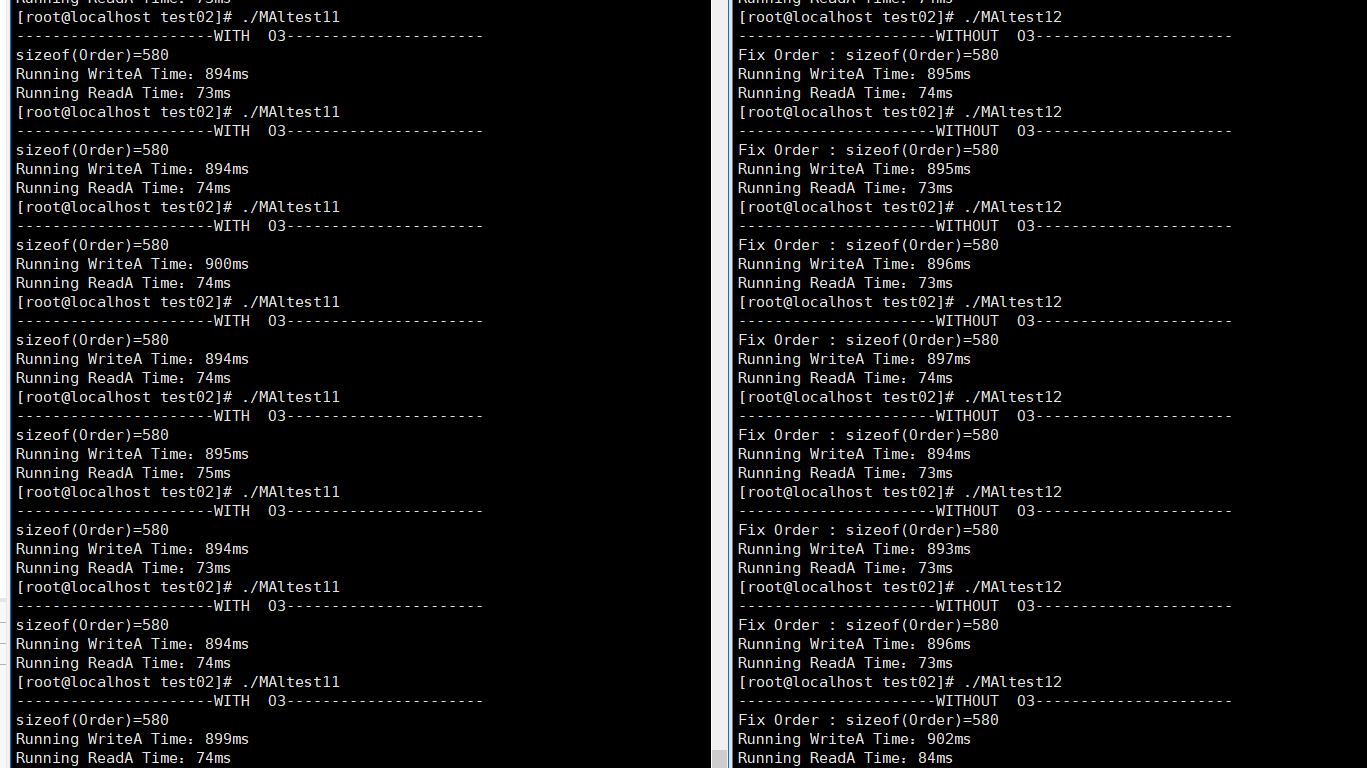 Running ReadA Time：73ms
[root@localhost test02]# ./MAltest11
----------------------WITH  O3----------------------
sizeof(Order)=580
Running WriteA Time：894ms
Running ReadA Time：73ms
[root@localhost test02]# ./MAltest11
----------------------WITH  O3----------------------
sizeof(Order)=580
Running WriteA Time：894ms
Running ReadA Time：74ms
[root@localhost test02]# ./MAltest11
----------------------WITH  O3----------------------
sizeof(Order)=580
Running WriteA Time：900ms
Running ReadA Time：74ms
[root@localhost test02]# ./MAltest11
----------------------WITH  O3----------------------
sizeof(Order)=580
Running WriteA Time：894ms
Running ReadA Time：74ms
[root@localhost test02]# ./MAltest11
----------------------WITH  O3----------------------
sizeof(Order)=580
Running WriteA Time：895ms
Running ReadA Time：75ms
[root@localhost test02]# ./MAltest11
----------------------WITH  O3----------------------
sizeof(Order)=580
Running WriteA Time：894ms
Running ReadA Time：73ms
[root@localhost test02]# ./MAltest11
----------------------WITH  O3----------------------
sizeof(Order)=580
Running WriteA Time：894ms
Running ReadA Time：74ms
[root@localhost test02]# ./MAltest11
----------------------WITH  O3----------------------
sizeof(Order)=580
Running WriteA Time：899ms
Running ReadA Time：74ms
Running ReadA Time：74ms
[root@localhost test02]# ./MAltest12
----------------------WITHOUT  O3----------------------
Fix Order : sizeof(Order)=580
Running WriteA Time：895ms
Running ReadA Time：74ms
[root@localhost test02]# ./MAltest12
----------------------WITHOUT  O3----------------------
Fix Order : sizeof(Order)=580
Running WriteA Time：895ms
Running ReadA Time：73ms
[root@localhost test02]# ./MAltest12
----------------------WITHOUT  O3----------------------
Fix Order : sizeof(Order)=580
Running WriteA Time：896ms
Running ReadA Time：73ms
[root@localhost test02]# ./MAltest12
----------------------WITHOUT  O3----------------------
Fix Order : sizeof(Order)=580
Running WriteA Time：897ms
Running ReadA Time：74ms
[root@localhost test02]# ./MAltest12
----------------------WITHOUT  O3----------------------
Fix Order : sizeof(Order)=580
Running WriteA Time：894ms
Running ReadA Time：73ms
[root@localhost test02]# ./MAltest12
----------------------WITHOUT  O3----------------------
Fix Order : sizeof(Order)=580
Running WriteA Time：893ms
Running ReadA Time：73ms
[root@localhost test02]# ./MAltest12
----------------------WITHOUT  O3----------------------
Fix Order : sizeof(Order)=580
Running WriteA Time：896ms
Running ReadA Time：73ms
[root@localhost test02]# ./MAltest12
----------------------WITHOUT  O3----------------------
Fix Order : sizeof(Order)=580
Running WriteA Time：902ms
Running ReadA Time：84ms